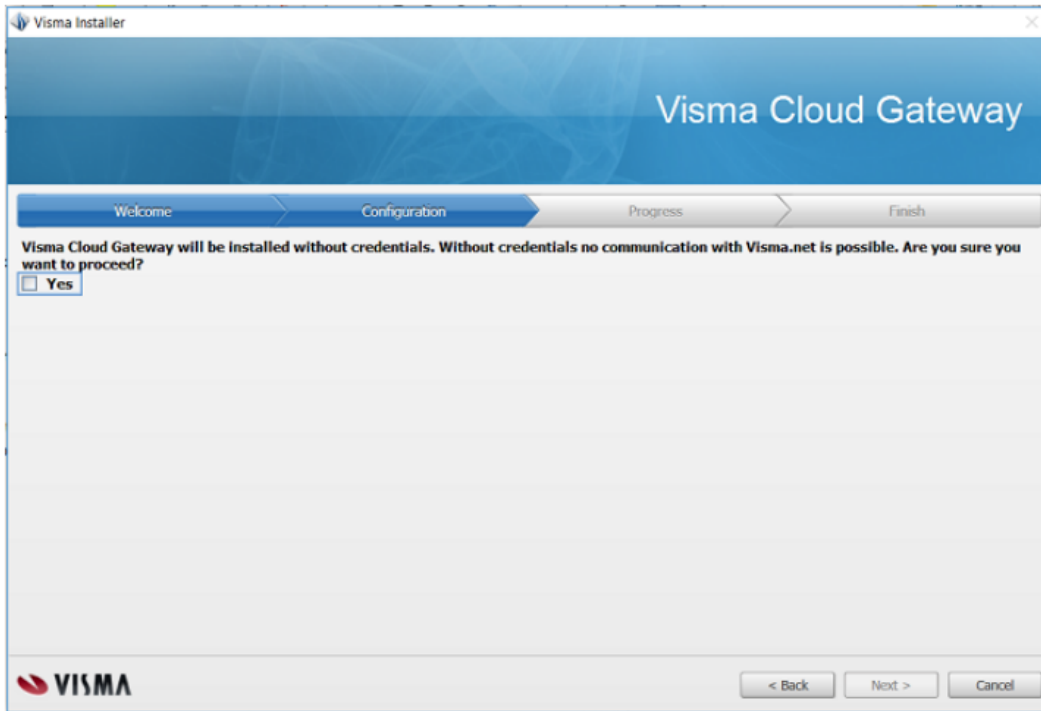 Visma Installer
Visma Cloud Gateway
Welcome Configuration Progress Finish
Visma Cloud Gateway will be installed without credentials. Without credentials no communication with Visma.net is possible. Are you sure you
want to proceed?
Yes
VISMA < Back Next > Cancel